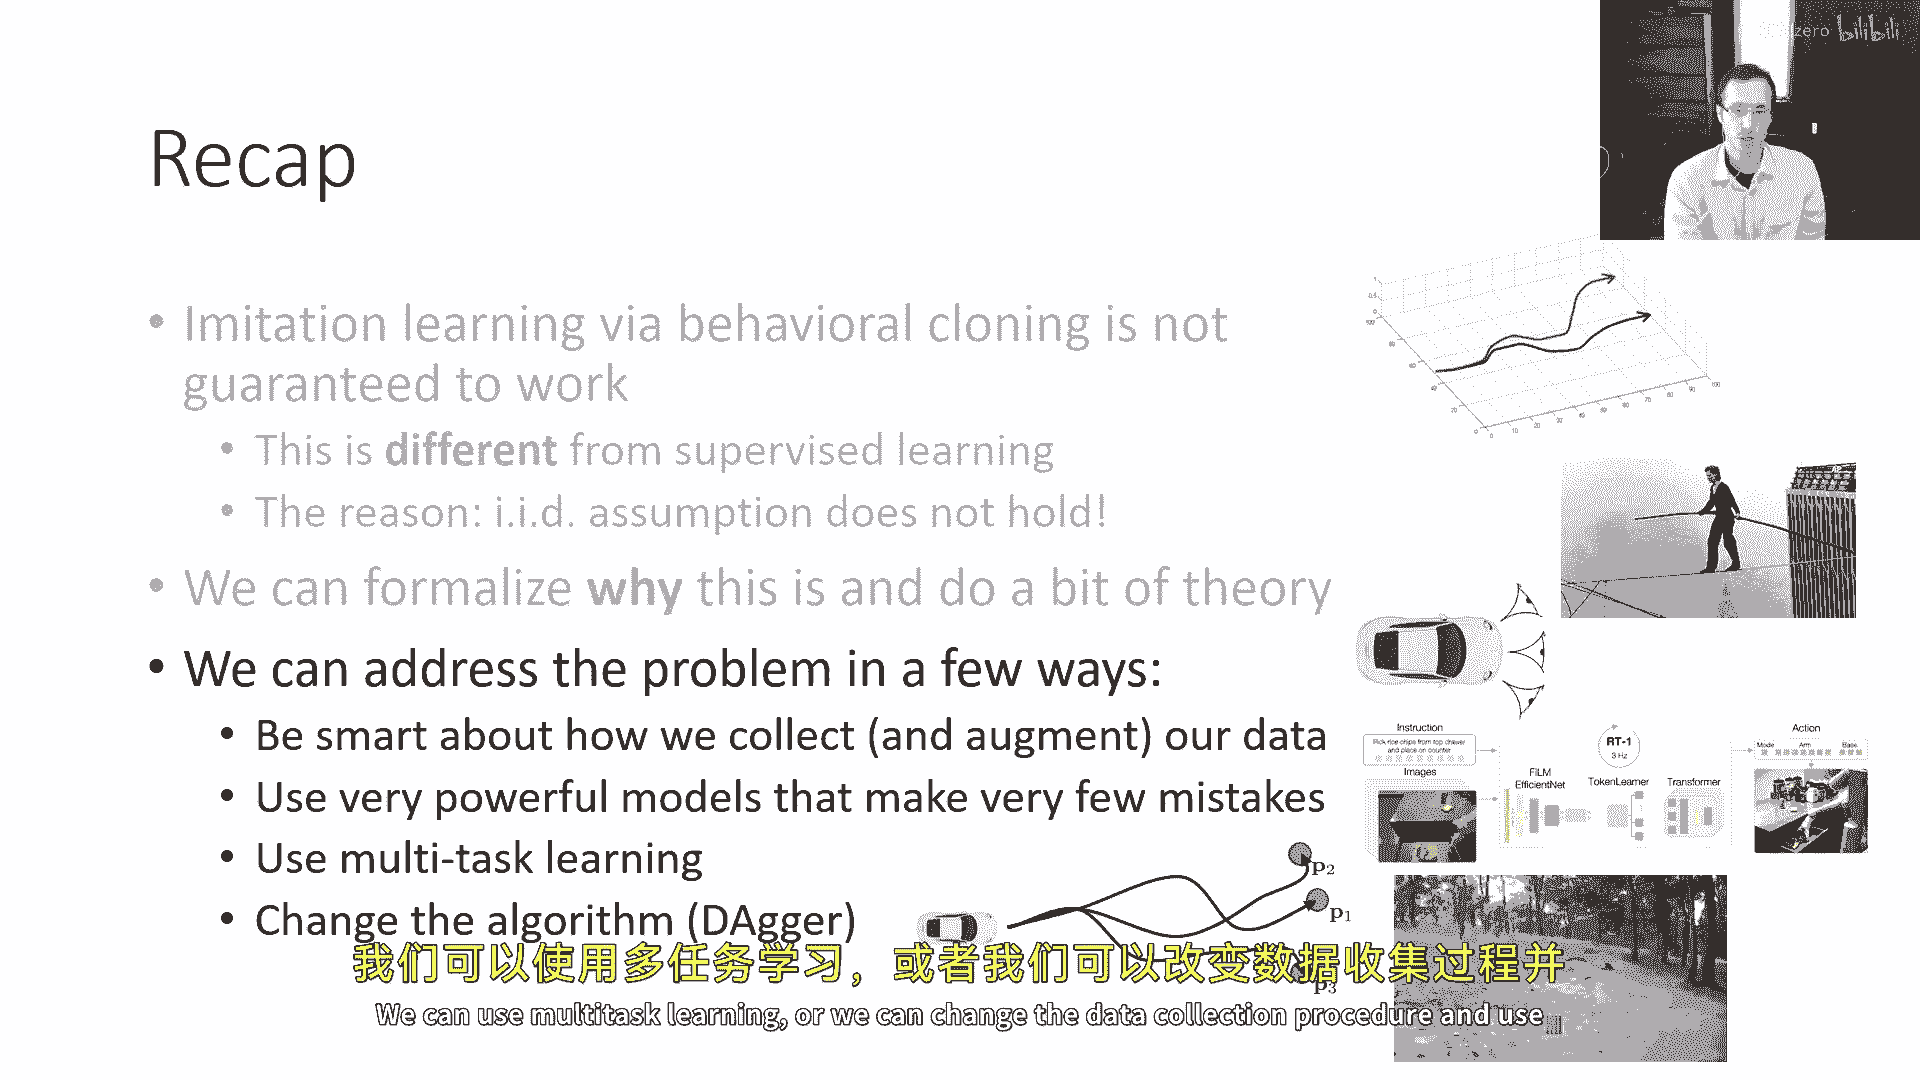 zero bilibili
Recap
• Imitation learning via behavioral cloning is not
guaranteed to work
• This is different from supervised learning
• The reason: i.i.d. assumption does not hold!
• We can formalize why this is and do a bit of theory
• We can address the problem in a few ways:
• Be smart about how we collect (and augment) our data
• Use very powerful models that make very few mistakes
• Use multi-task learning
• Change the algorithm (DAgger)
Instruction
Pick rice chips from top drawer
and place on counter
Images
RT-1
3 Hz
FiLM
EfficientNet
TokenLearner
Transformer
Action
Mode Arm Base
p2
p1
p3
我们可以使用多任务学习，或者我们可以改变数据收集过程并
We can use multitask learning, or we can change the data collection procedure and use